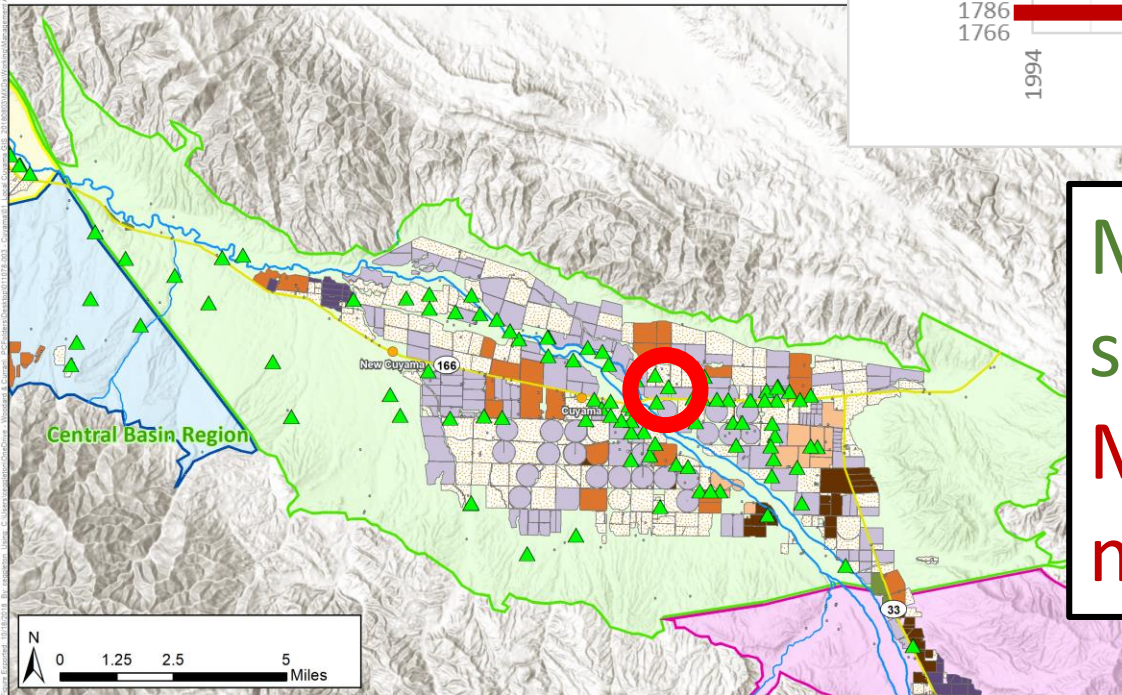 1786
1766
1994
M
s
M
n
New Cuyama
166
Cuyama
Central Basin Region
33
N
0 1.25 2.5 5
Miles